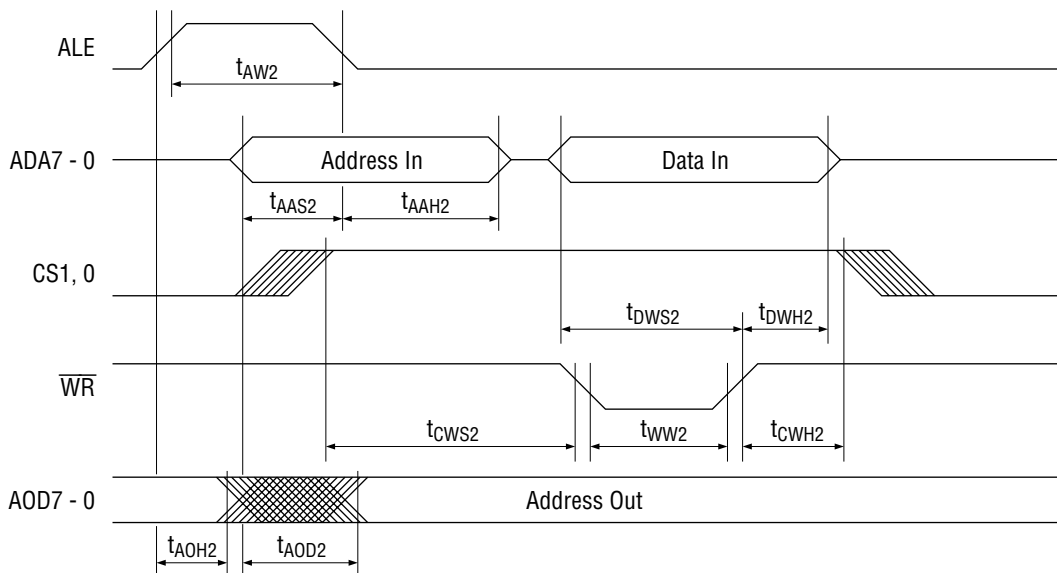 ALE
tAW2
ADA7 - 0
Address In
Data In
tAAS2
tAAH2
CS1, 0
tDWS2
tDWH2
W̅R̅
tCWS2
tWW2
tCWH2
AOD7 - 0
Address Out
tAOH2
tAOD2